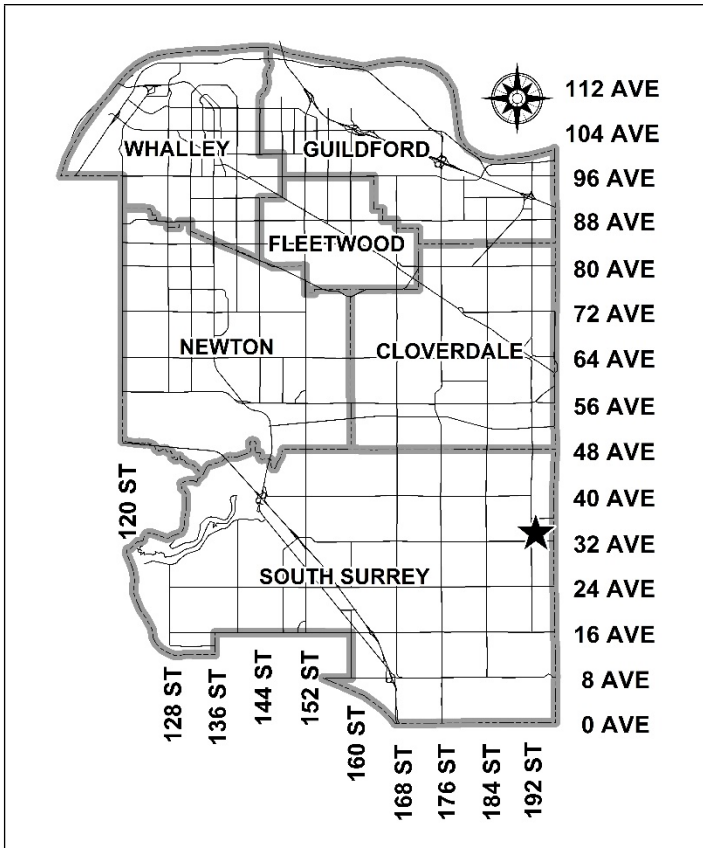 112 AVE
104 AVE
WHALLEY
GUILDFORD
96 AVE
88 AVE
FLEETWOOD
80 AVE
72 AVE
NEWTON
CLOVERDALE
64 AVE
56 AVE
48 AVE
120 ST
40 AVE
32 AVE
SOUTH SURREY
24 AVE
16 AVE
128 ST
136 ST
144 ST
152 ST
160 ST
8 AVE
0 AVE
168 ST
176 ST
184 ST
192 ST